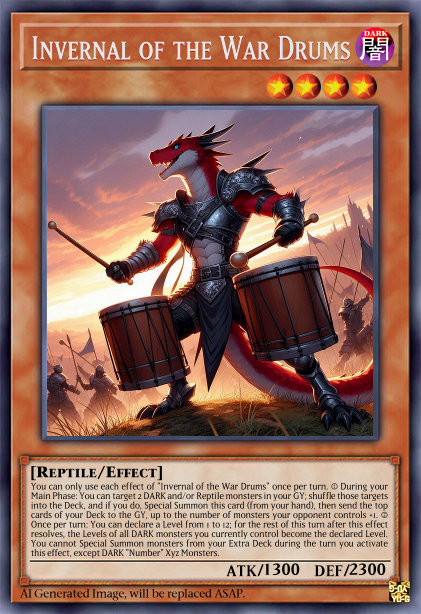 Invernal of the War Drums
DARK
闇
[Reptile/Effect]
You can only use each effect of "Invernal of the War Drums" once per turn. ① During your
Main Phase: You can target 2 DARK and/or Reptile monsters in your GY; shuffle those targets
into the Deck, and if you do, Special Summon this card (from your hand), then send the top
cards of your Deck to the GY, up to the number of monsters your opponent controls +1. ②
Once per turn: You can declare a Level from 1 to 12; for the rest of this turn after this effect
resolves, the Levels of all DARK monsters you currently control become the declared Level.
You cannot Special Summon monsters from your Extra Deck during the turn you activate
this effect, except DARK "Number" Xyz Monsters.
ATK/1300 DEF/2300
AI Generated Image, will be replaced ASAP.